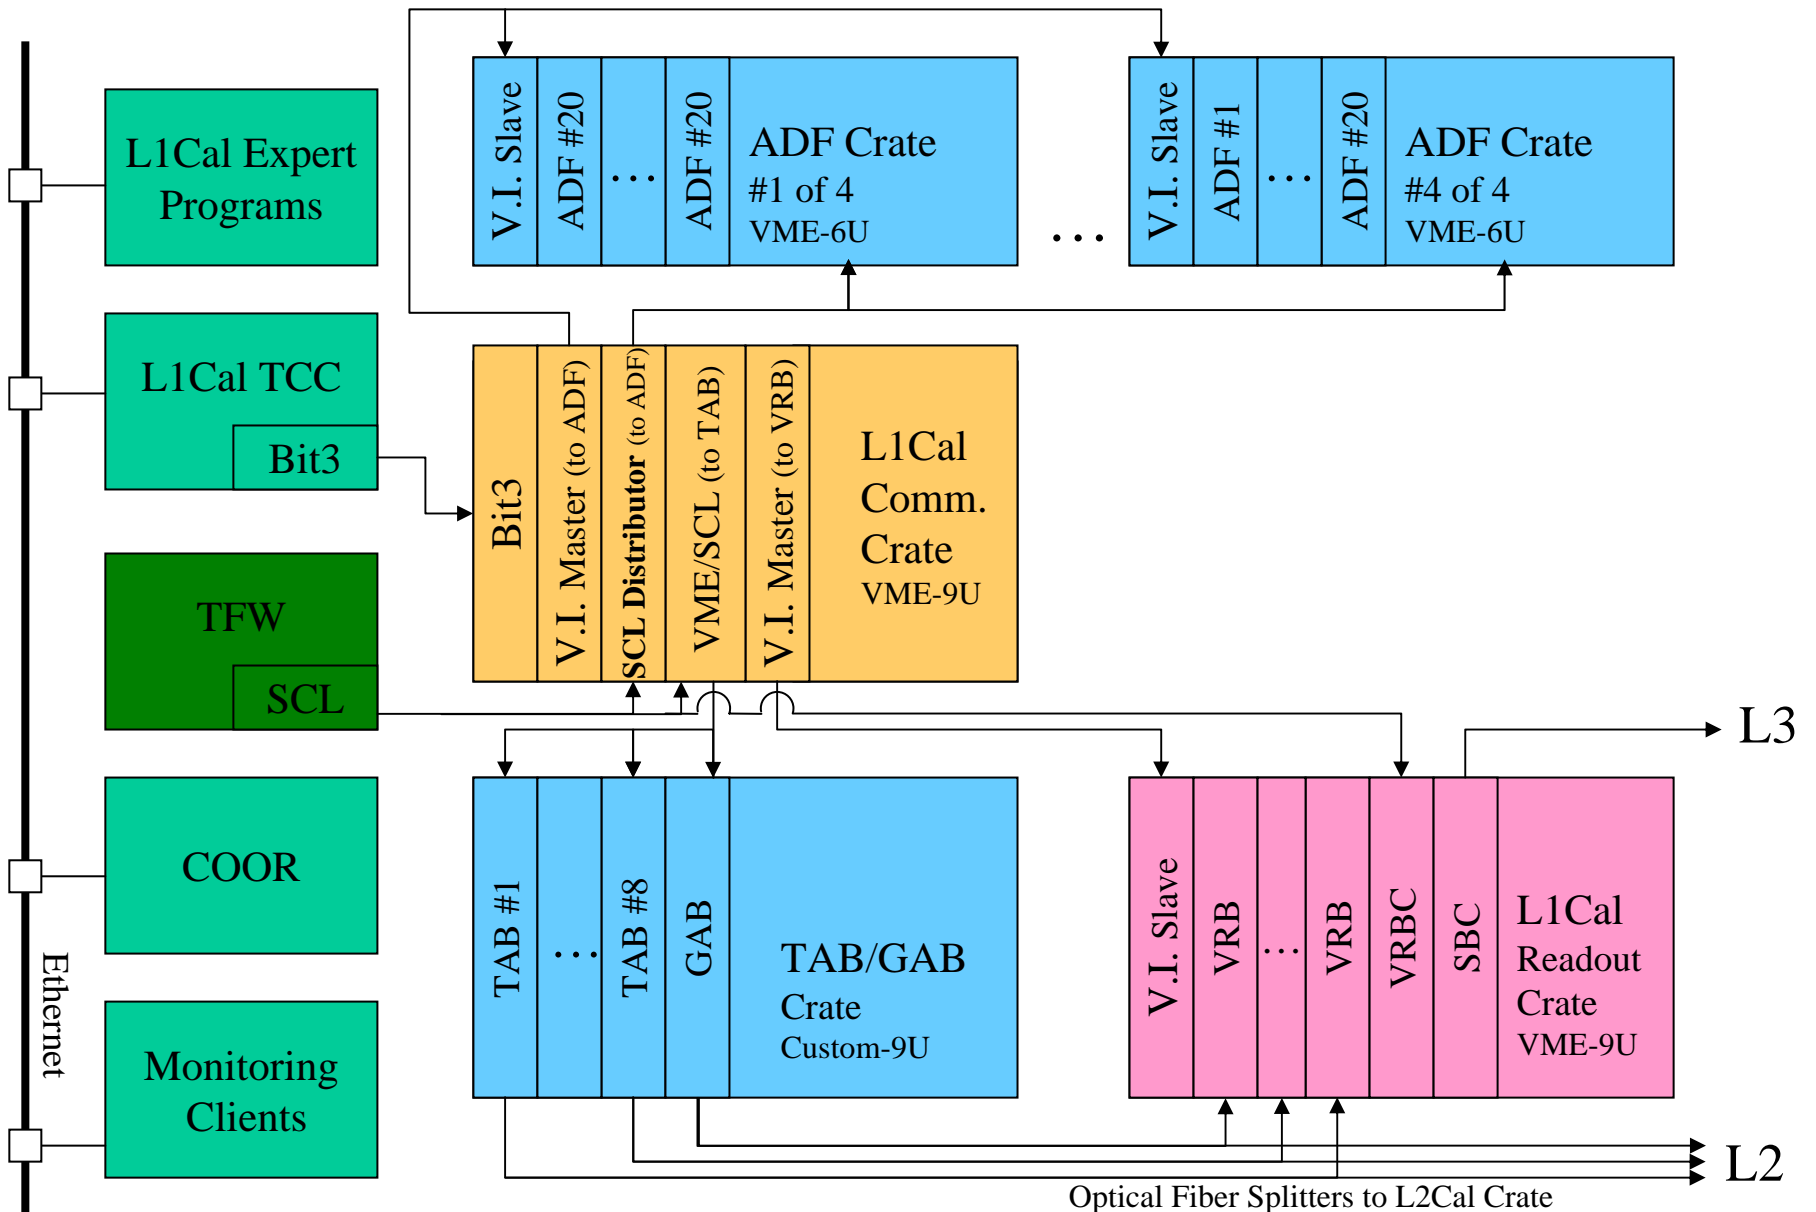 L1Cal Expert
Programs
L1Cal TCC
Bit3
TFW
SCL
COOR
Monitoring
Clients
Ethernet
V.I. Slave
ADF #20
...
ADF #20
ADF Crate
#1 of 4
VME-6U
...
V.I. Slave
ADF #1
...
ADF #20
ADF Crate
#4 of 4
VME-6U
Bit3
V.I. Master (to ADF)
SCL Distributor (to ADF)
VME/SCL (to TAB)
V.I. Master (to VRB)
L1Cal
Comm.
Crate
VME-9U
TAB #1
...
TAB #8
GAB
TAB/GAB
Crate
Custom-9U
V.I. Slave
VRB
...
VRB
VRBC
SBC
L1Cal
Readout
Crate
VME-9U
L3
L2
Optical Fiber Splitters to L2Cal Crate